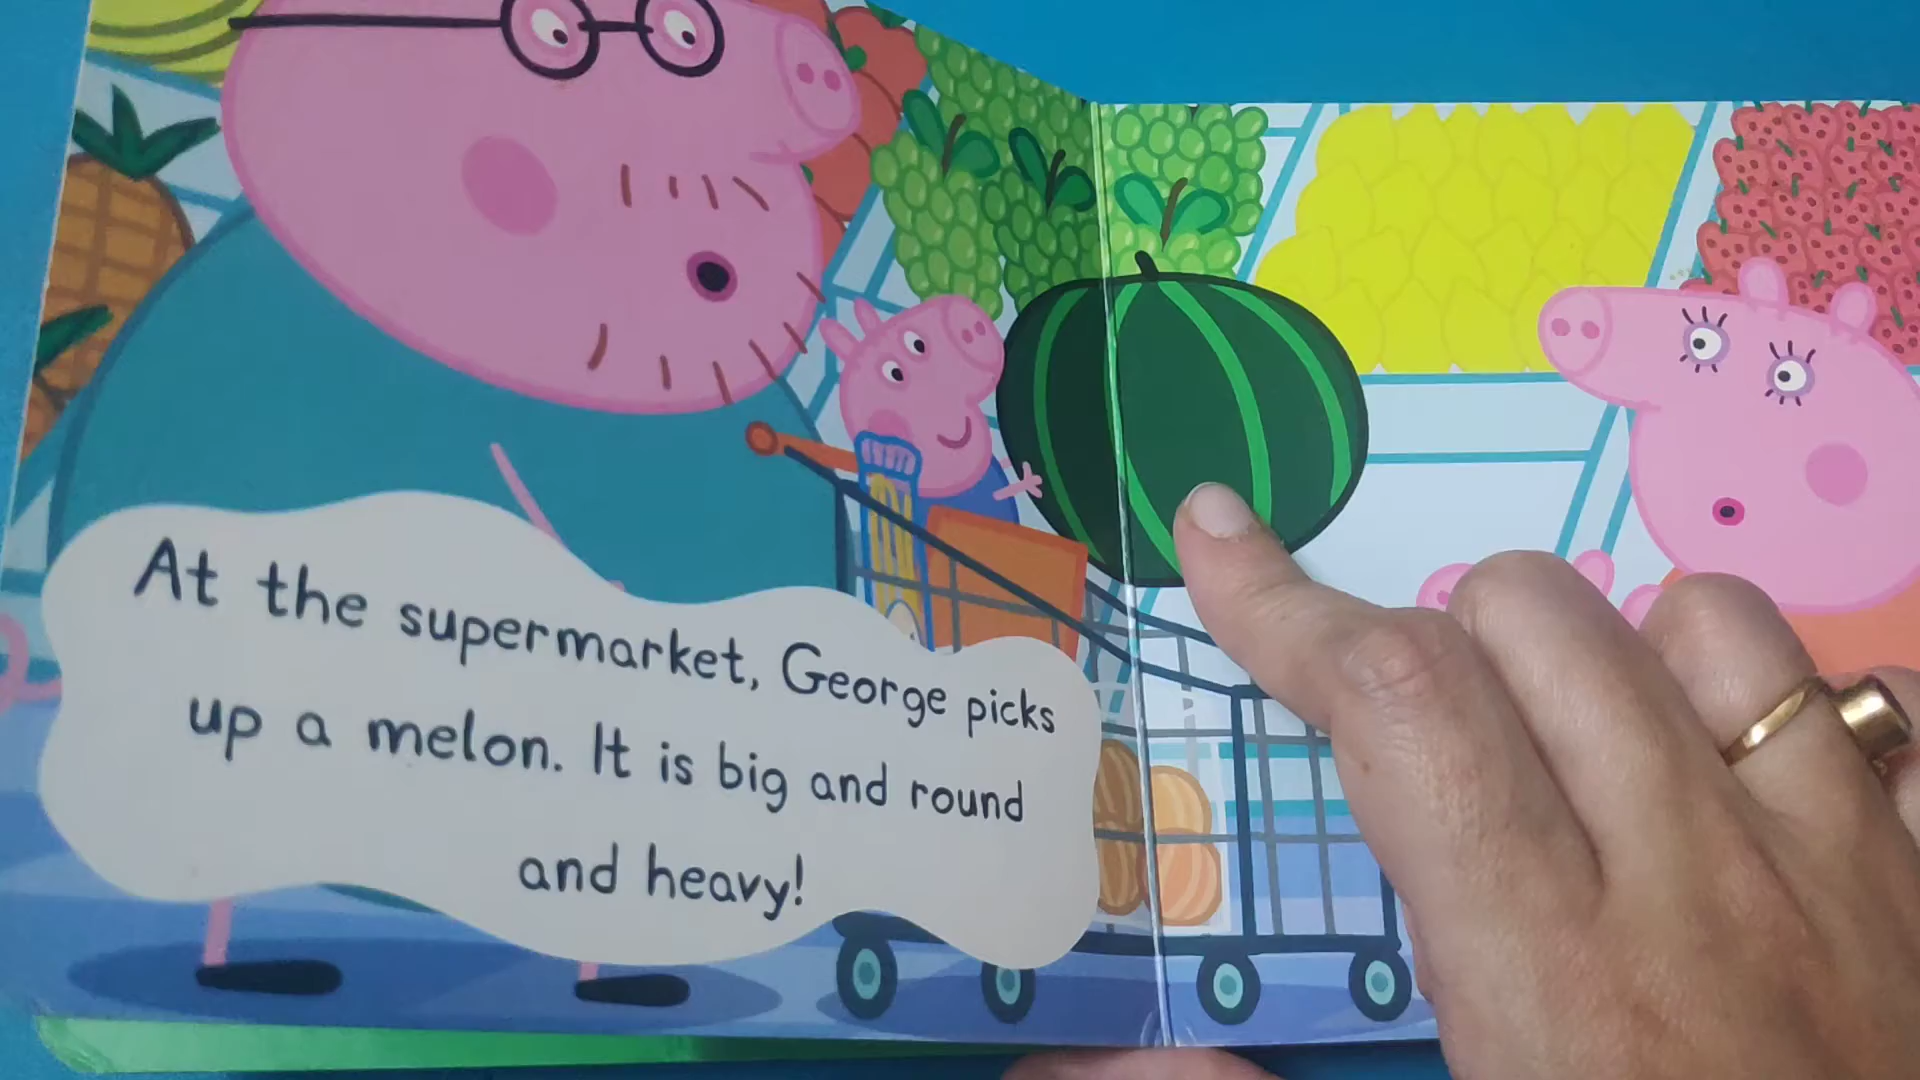 At the supermarket, George picks
up a melon. It is big and round
and heavy!